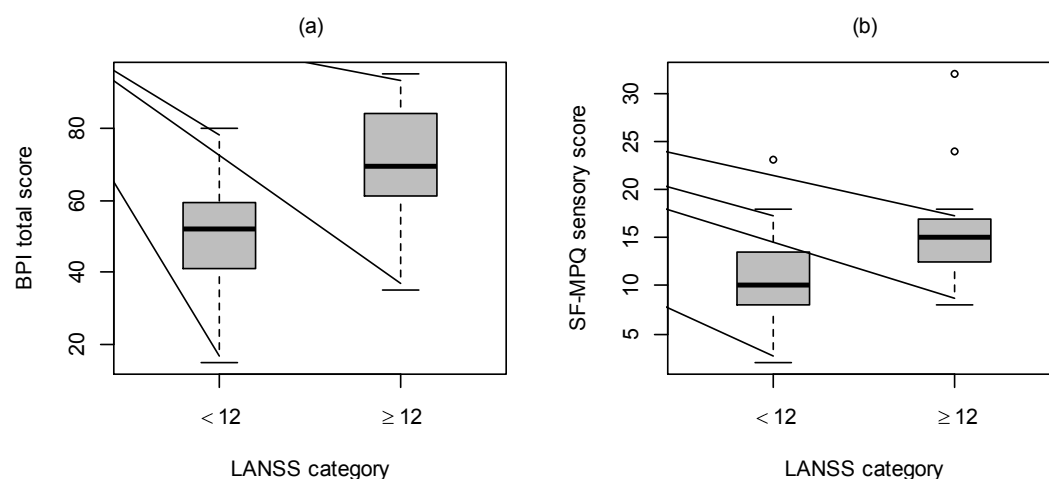 (a)
BPI total score
80
60
40
20
< 12
≥ 12
LANSS category
(b)
SF-MPQ sensory score
30
25
20
15
10
5
< 12
≥ 12
LANSS category